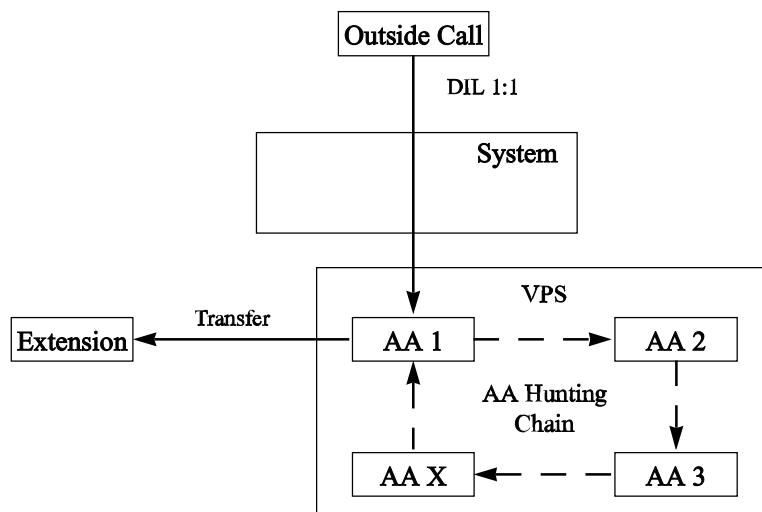 Outside Call
DIL 1:1
System
VPS
Transfer
Extension
AA 1
AA 2
AA Hunting
Chain
AA X
AA 3